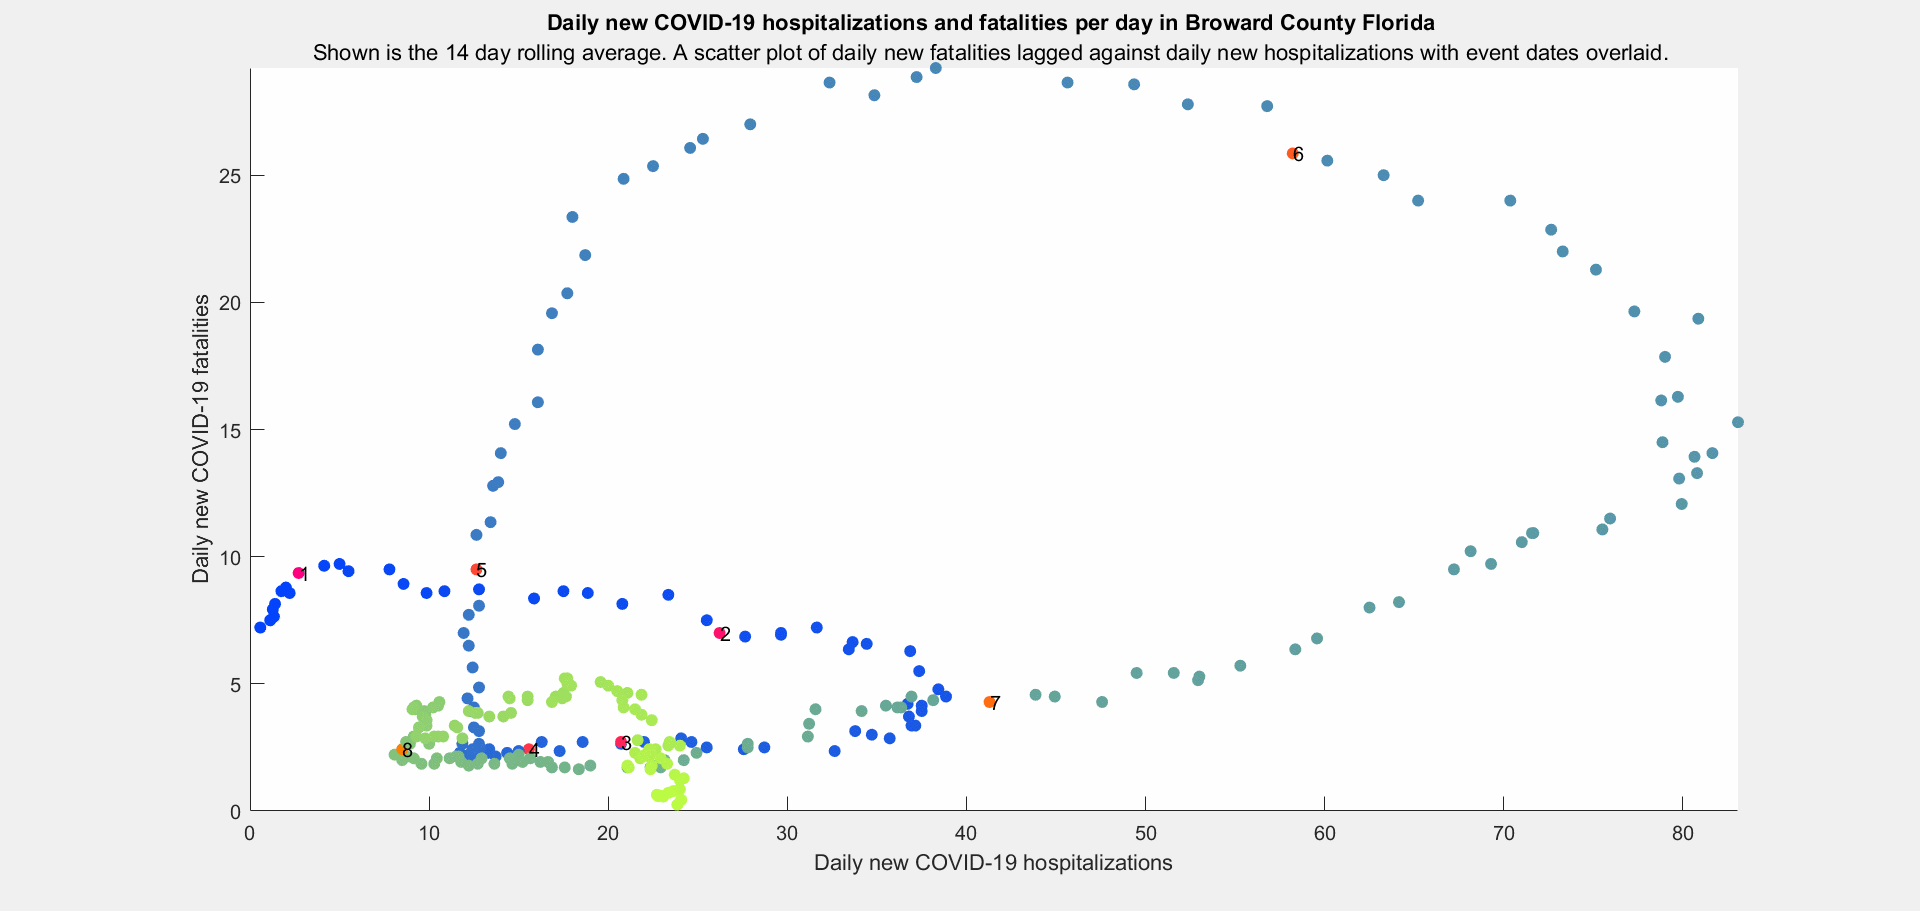 Daily new COVID-19 hospitalizations and fatalities per day in Broward County Florida
Shown is the 14 day rolling average. A scatter plot of daily new fatalities lagged against daily new hospitalizations with event dates overlaid.
Daily new COVID-19 fatalities
25
20
15
10
5
0
6
5
1
2
7
3
4
8
0 10 20 30 40 50 60 70 80
Daily new COVID-19 hospitalizations